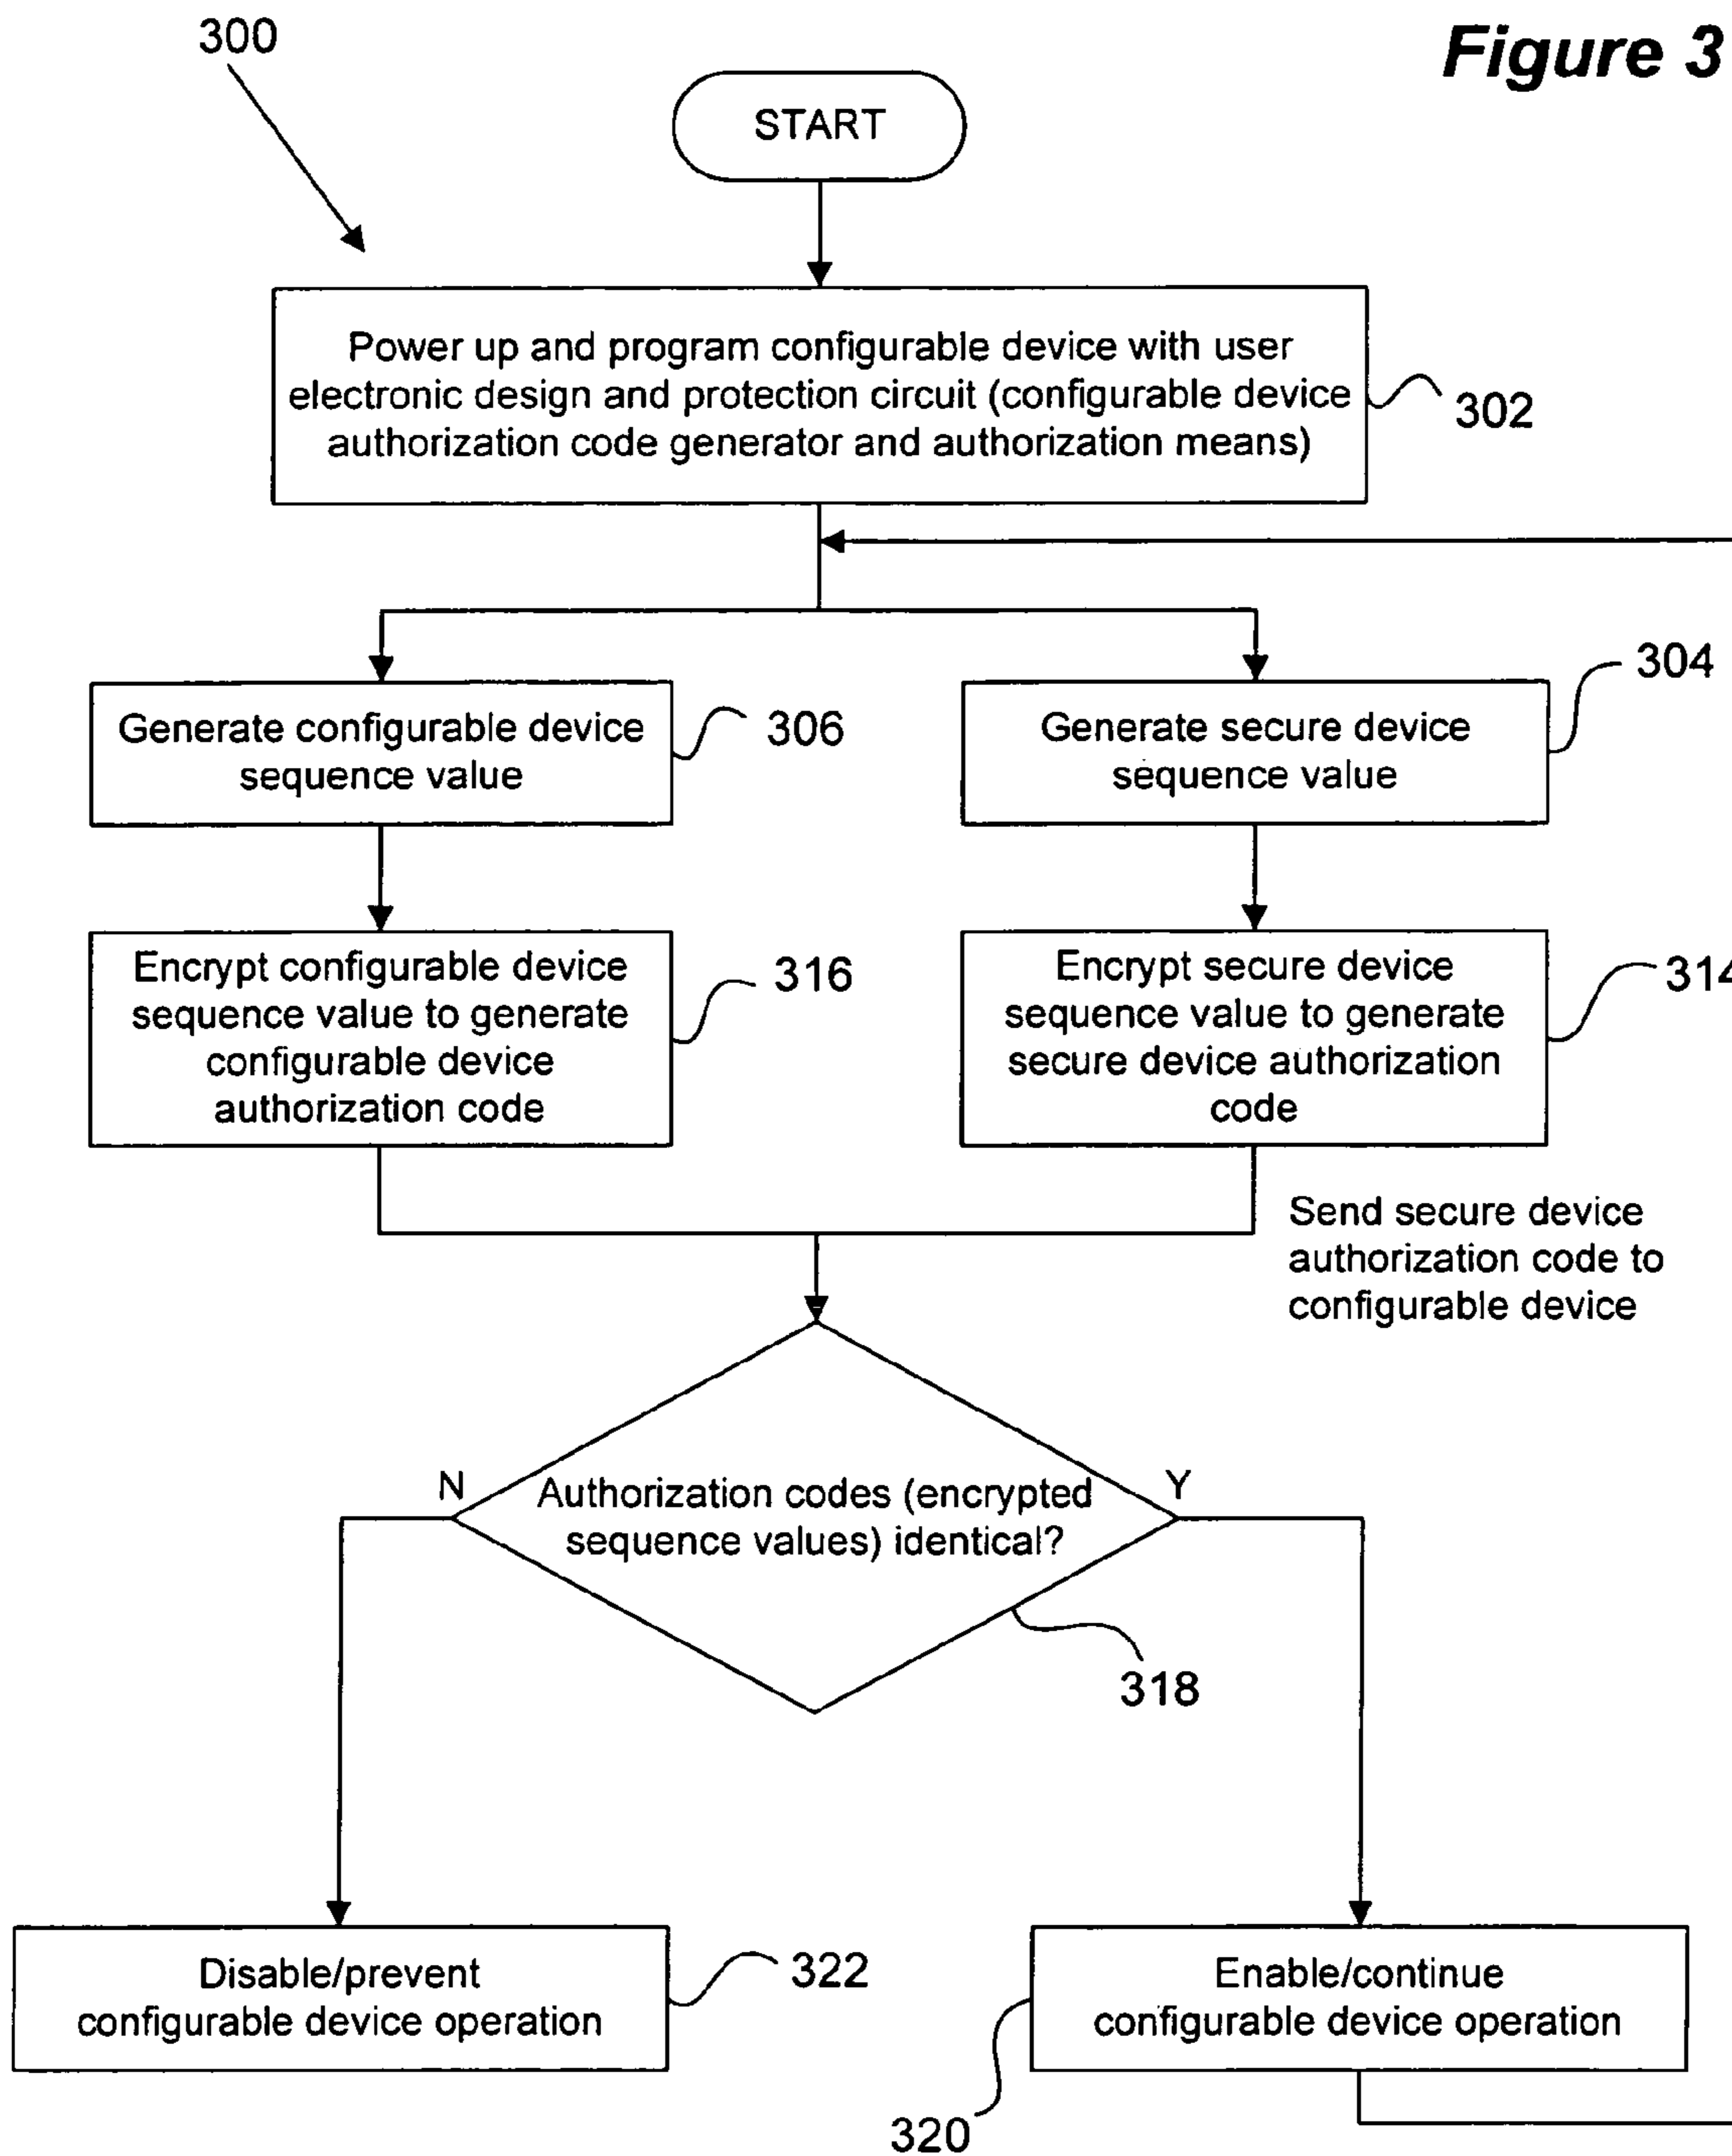 Figure 3
300
START
Power up and program configurable device with user
electronic design and protection circuit (configurable device
authorization code generator and authorization means)
302
304
Generate configurable device
sequence value
306
Generate secure device
sequence value
Encrypt configurable device
sequence value to generate
configurable device
authorization code
316
Encrypt secure device
sequence value to generate
secure device authorization
code
314
Send secure device
authorization code to
configurable device
N
Authorization codes (encrypted
sequence values) identical?
Y
318
Disable/prevent
configurable device operation
322
Enable/continue
configurable device operation
320